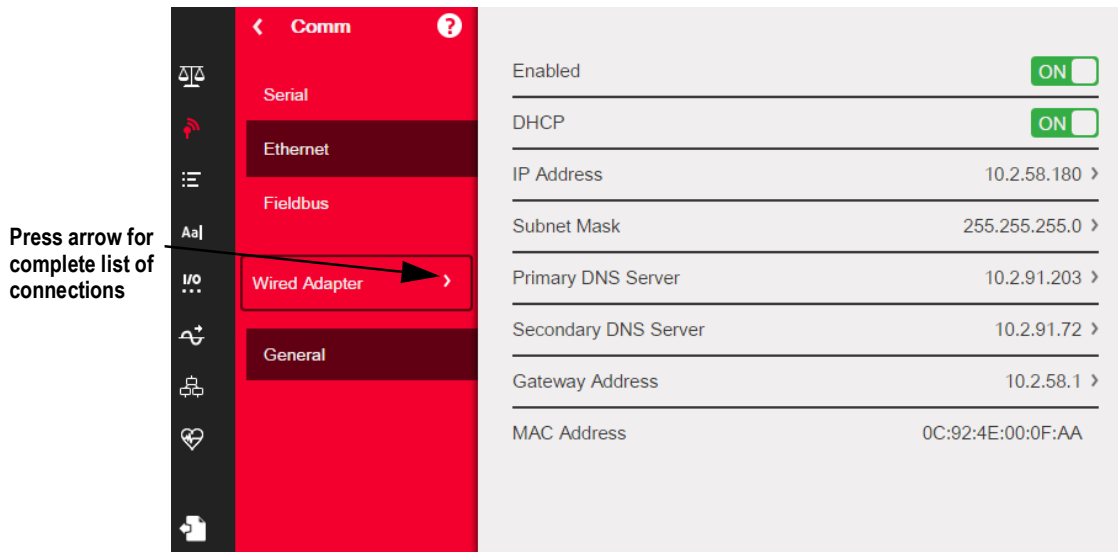 Press arrow for
complete list of
connections
Aa
I/O
Comm
?
Serial
Ethernet
Fieldbus
Wired Adapter
General
Enabled ON
DHCP ON
IP Address 10.2.58.180
Subnet Mask 255.255.255.0
Primary DNS Server 10.2.91.203
Secondary DNS Server 10.2.91.72
Gateway Address 10.2.58.1
MAC Address 0C:92:4E:00:0F:AA